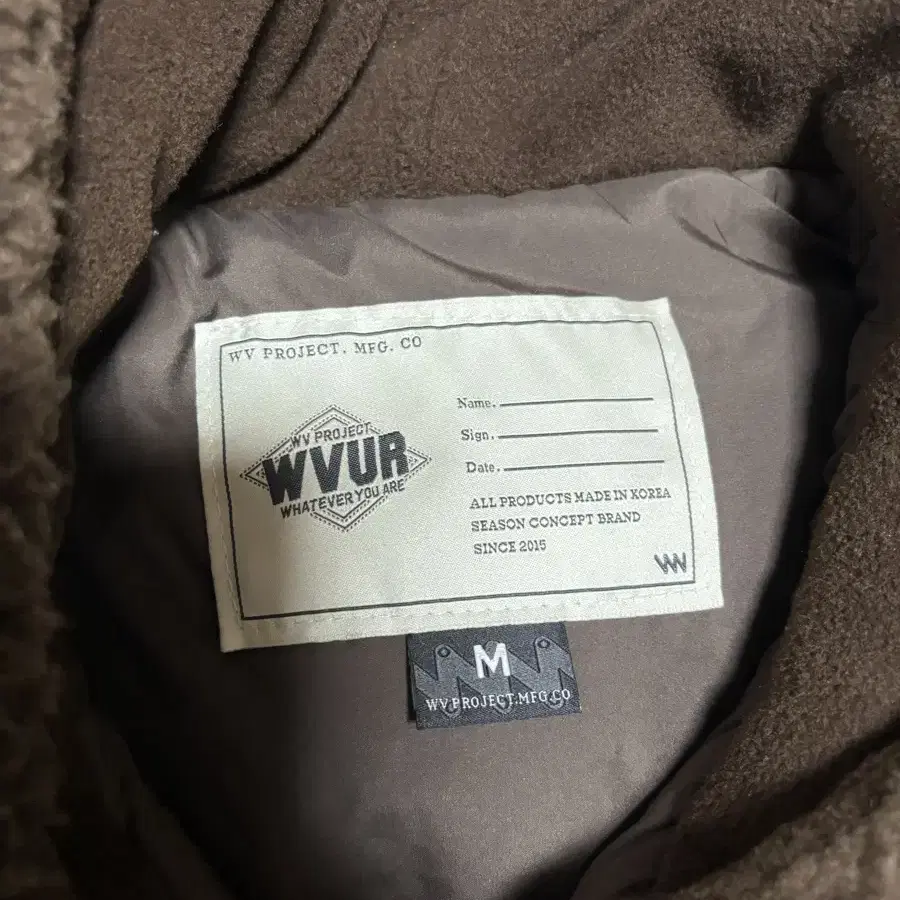 WV PROJECT. MFG. CO
WV PROJECT
WVUR
WHATEVER YOU ARE
Name.
Sign.
Date.
ALL PRODUCTS MADE IN KOREA
SEASON CONCEPT BRAND
SINCE 2015
M
WV.PROJECT.MFG.CO